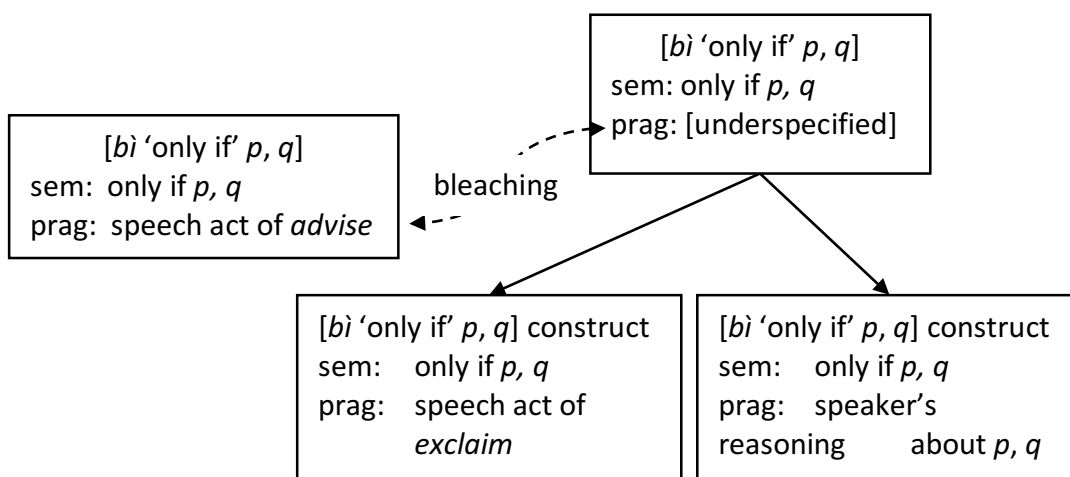 [bì ‘only if’ p, q]
sem: only if p, q
prag: [underspecified]
[bì ‘only if’ p, q]
sem: only if p, q
prag: speech act of advise
bleaching
[bì ‘only if’ p, q] construct
sem: only if p, q
prag: speech act of
exclaim
[bì ‘only if’ p, q] construct
sem: only if p, q
prag: speaker’s
reasoning about p, q